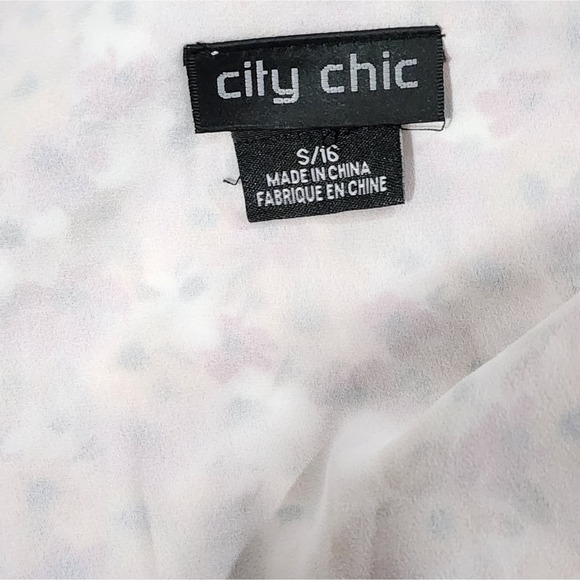 city chic
S/16
MADE IN CHINA
FABRIQUE EN CHINE